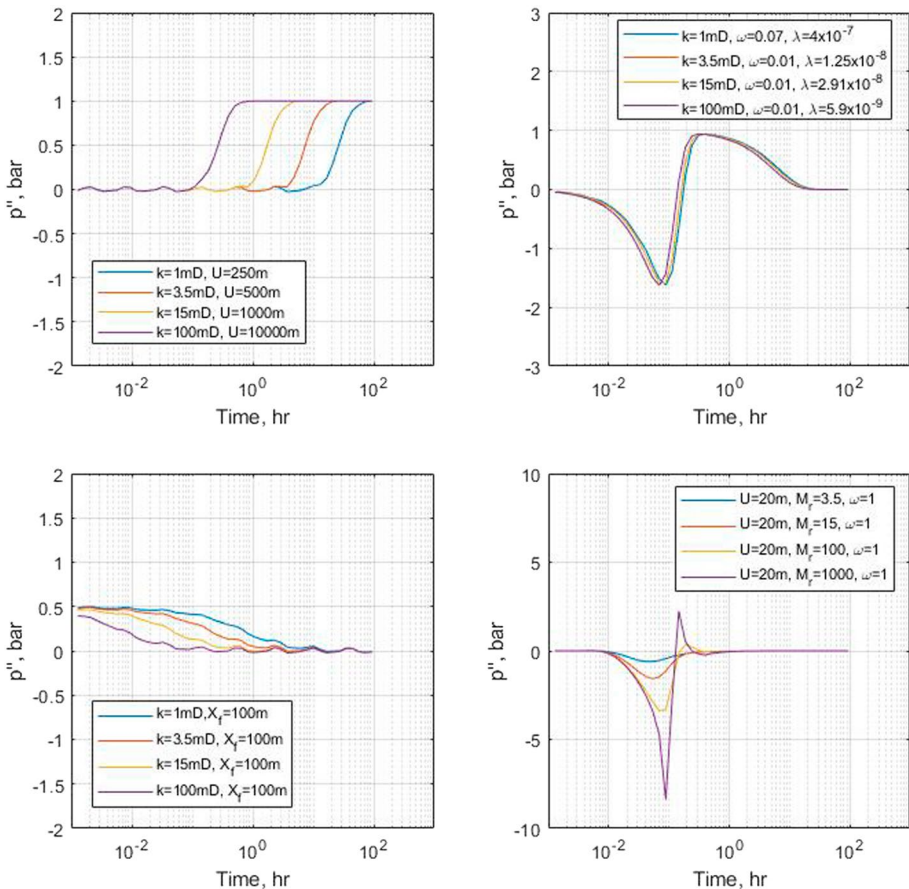 2
1.5
1
0.5
0
-0.5
-1
-1.5
-2
p'', bar
10^-2
10^0
10^2
Time, hr
k=1mD, U=250m
k=3.5mD, U=500m
k=15mD, U=1000m
k=100mD, U=10000m
3
2
1
0
-1
-2
-3
p'', bar
10^-2
10^0
10^2
Time, hr
k=1mD, ω=0.07, λ=4x10^-7
k=3.5mD, ω=0.01, λ=1.25x10^-8
k=15mD, ω=0.01, λ=2.91x10^-8
k=100mD, ω=0.01, λ=5.9x10^-9
2
1.5
1
0.5
0
-0.5
-1
-1.5
-2
p'', bar
10^-2
10^0
10^2
Time, hr
k=1mD,X_f=100m
k=3.5mD, X_f=100m
k=15mD, X_f=100m
k=100mD, X_f=100m
10
5
0
-5
-10
p'', bar
10^-2
10^0
10^2
Time, hr
U=20m, M_r=3.5, ω=1
U=20m, M_r=15, ω=1
U=20m, M_r=100, ω=1
U=20m, M_r=1000, ω=1